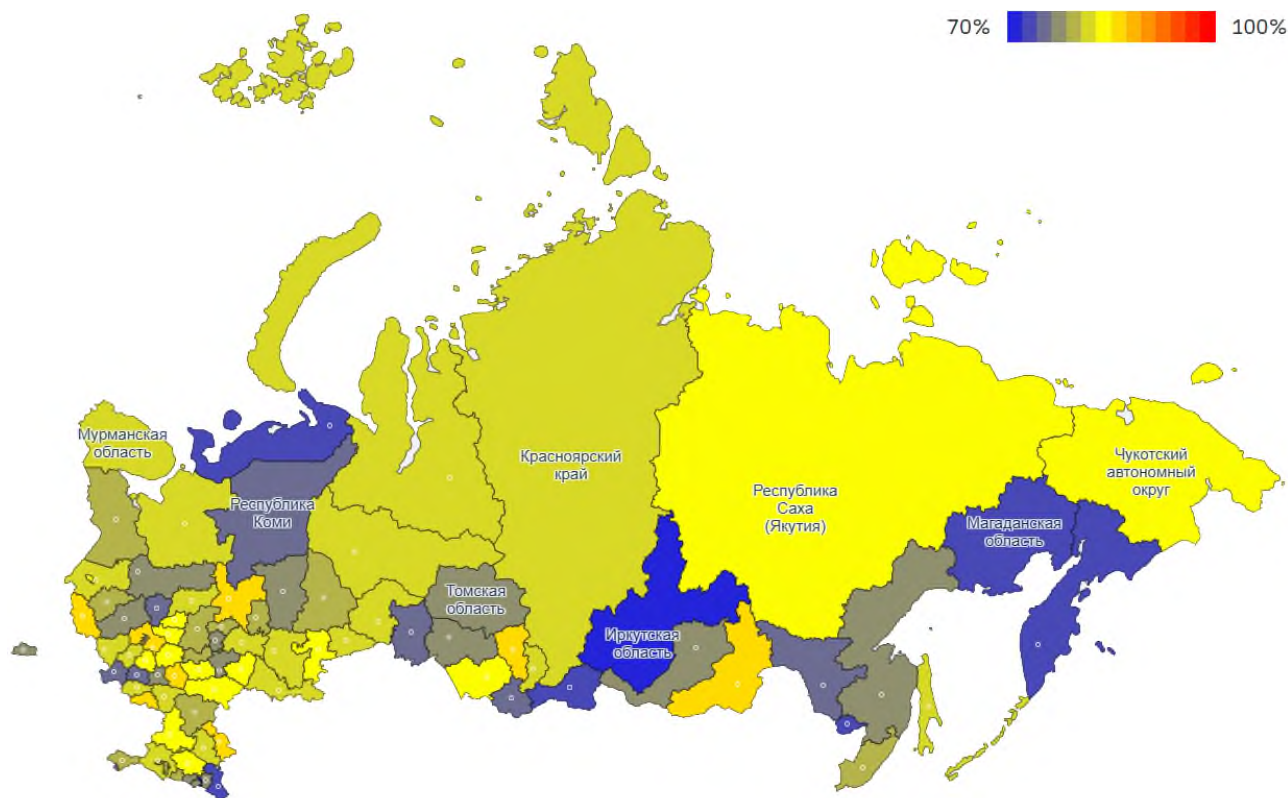 70% 100%
Мурманская
область
Красноярский
край
Чукотский
автономный
округ
Республика
Саха
(Якутия)
Республика
Коми
Магаданская
область
Томская
область
Иркутская
область